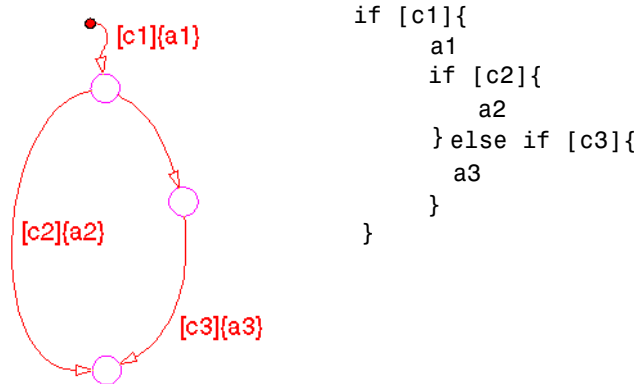 [c1]{a1}
[c2]{a2}
[c3]{a3}
if [c1]{
a1
if [c2]{
a2
} else if [c3]{
a3
}
}